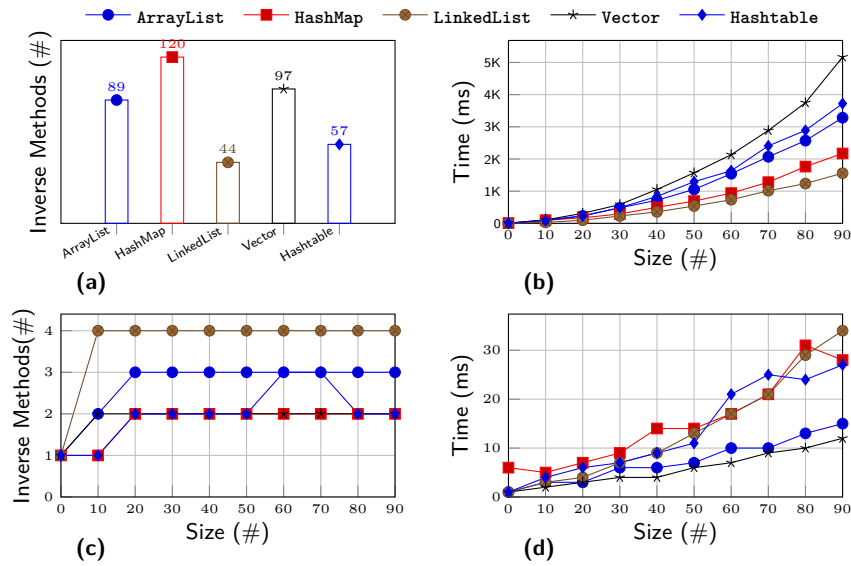 ArrayList HashMap LinkedList Vector Hashtable
Inverse Methods (#)
89
120
44
97
57
ArrayList
HashMap
LinkedList
Vector
Hashtable
(a)
Time (ms)
5K
4K
3K
2K
1K
0
0 10 20 30 40 50 60 70 80 90
Size (#)
(b)
Inverse Methods(#)
4
3
2
1
0
0 10 20 30 40 50 60 70 80 90
Size (#)
(c)
Time (ms)
30
20
10
0
0 10 20 30 40 50 60 70 80 90
Size (#)
(d)